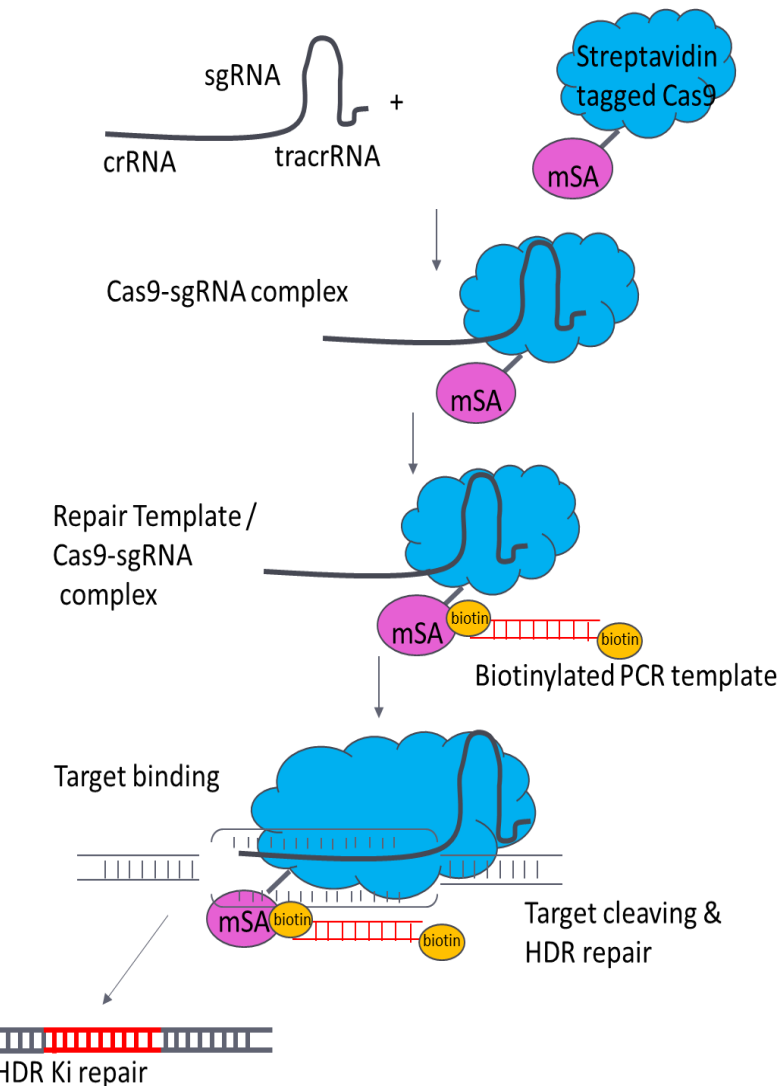 sgRNA
+
Streptavidin
tagged Cas9
crRNA
tracrRNA
mSA
Cas9-sgRNA complex
mSA
Repair Template /
Cas9-sgRNA
complex
mSA
biotin
biotin
Biotinylated PCR template
Target binding
mSA
biotin
biotin
Target cleaving &
HDR repair
HDR Ki repair